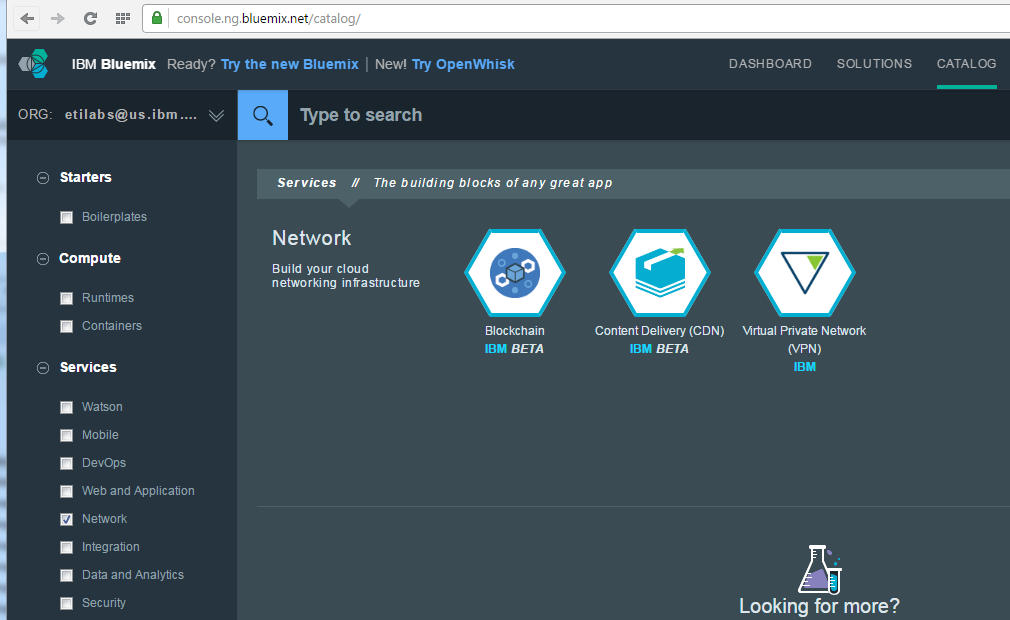 console.ng.bluemix.net/catalog/
IBM Bluemix Ready? Try the new Bluemix | New! Try OpenWhisk
DASHBOARD SOLUTIONS CATALOG
ORG: etilabs@us.ibm....
Type to search
Starters
Boilerplates
Compute
Runtimes
Containers
Services
Watson
Mobile
DevOps
Web and Application
Network
Integration
Data and Analytics
Security
Services // The building blocks of any great app
Network
Build your cloud
networking infrastructure
Blockchain
IBM BETA
Content Delivery (CDN)
IBM BETA
Virtual Private Network
(VPN)
IBM
Looking for more?